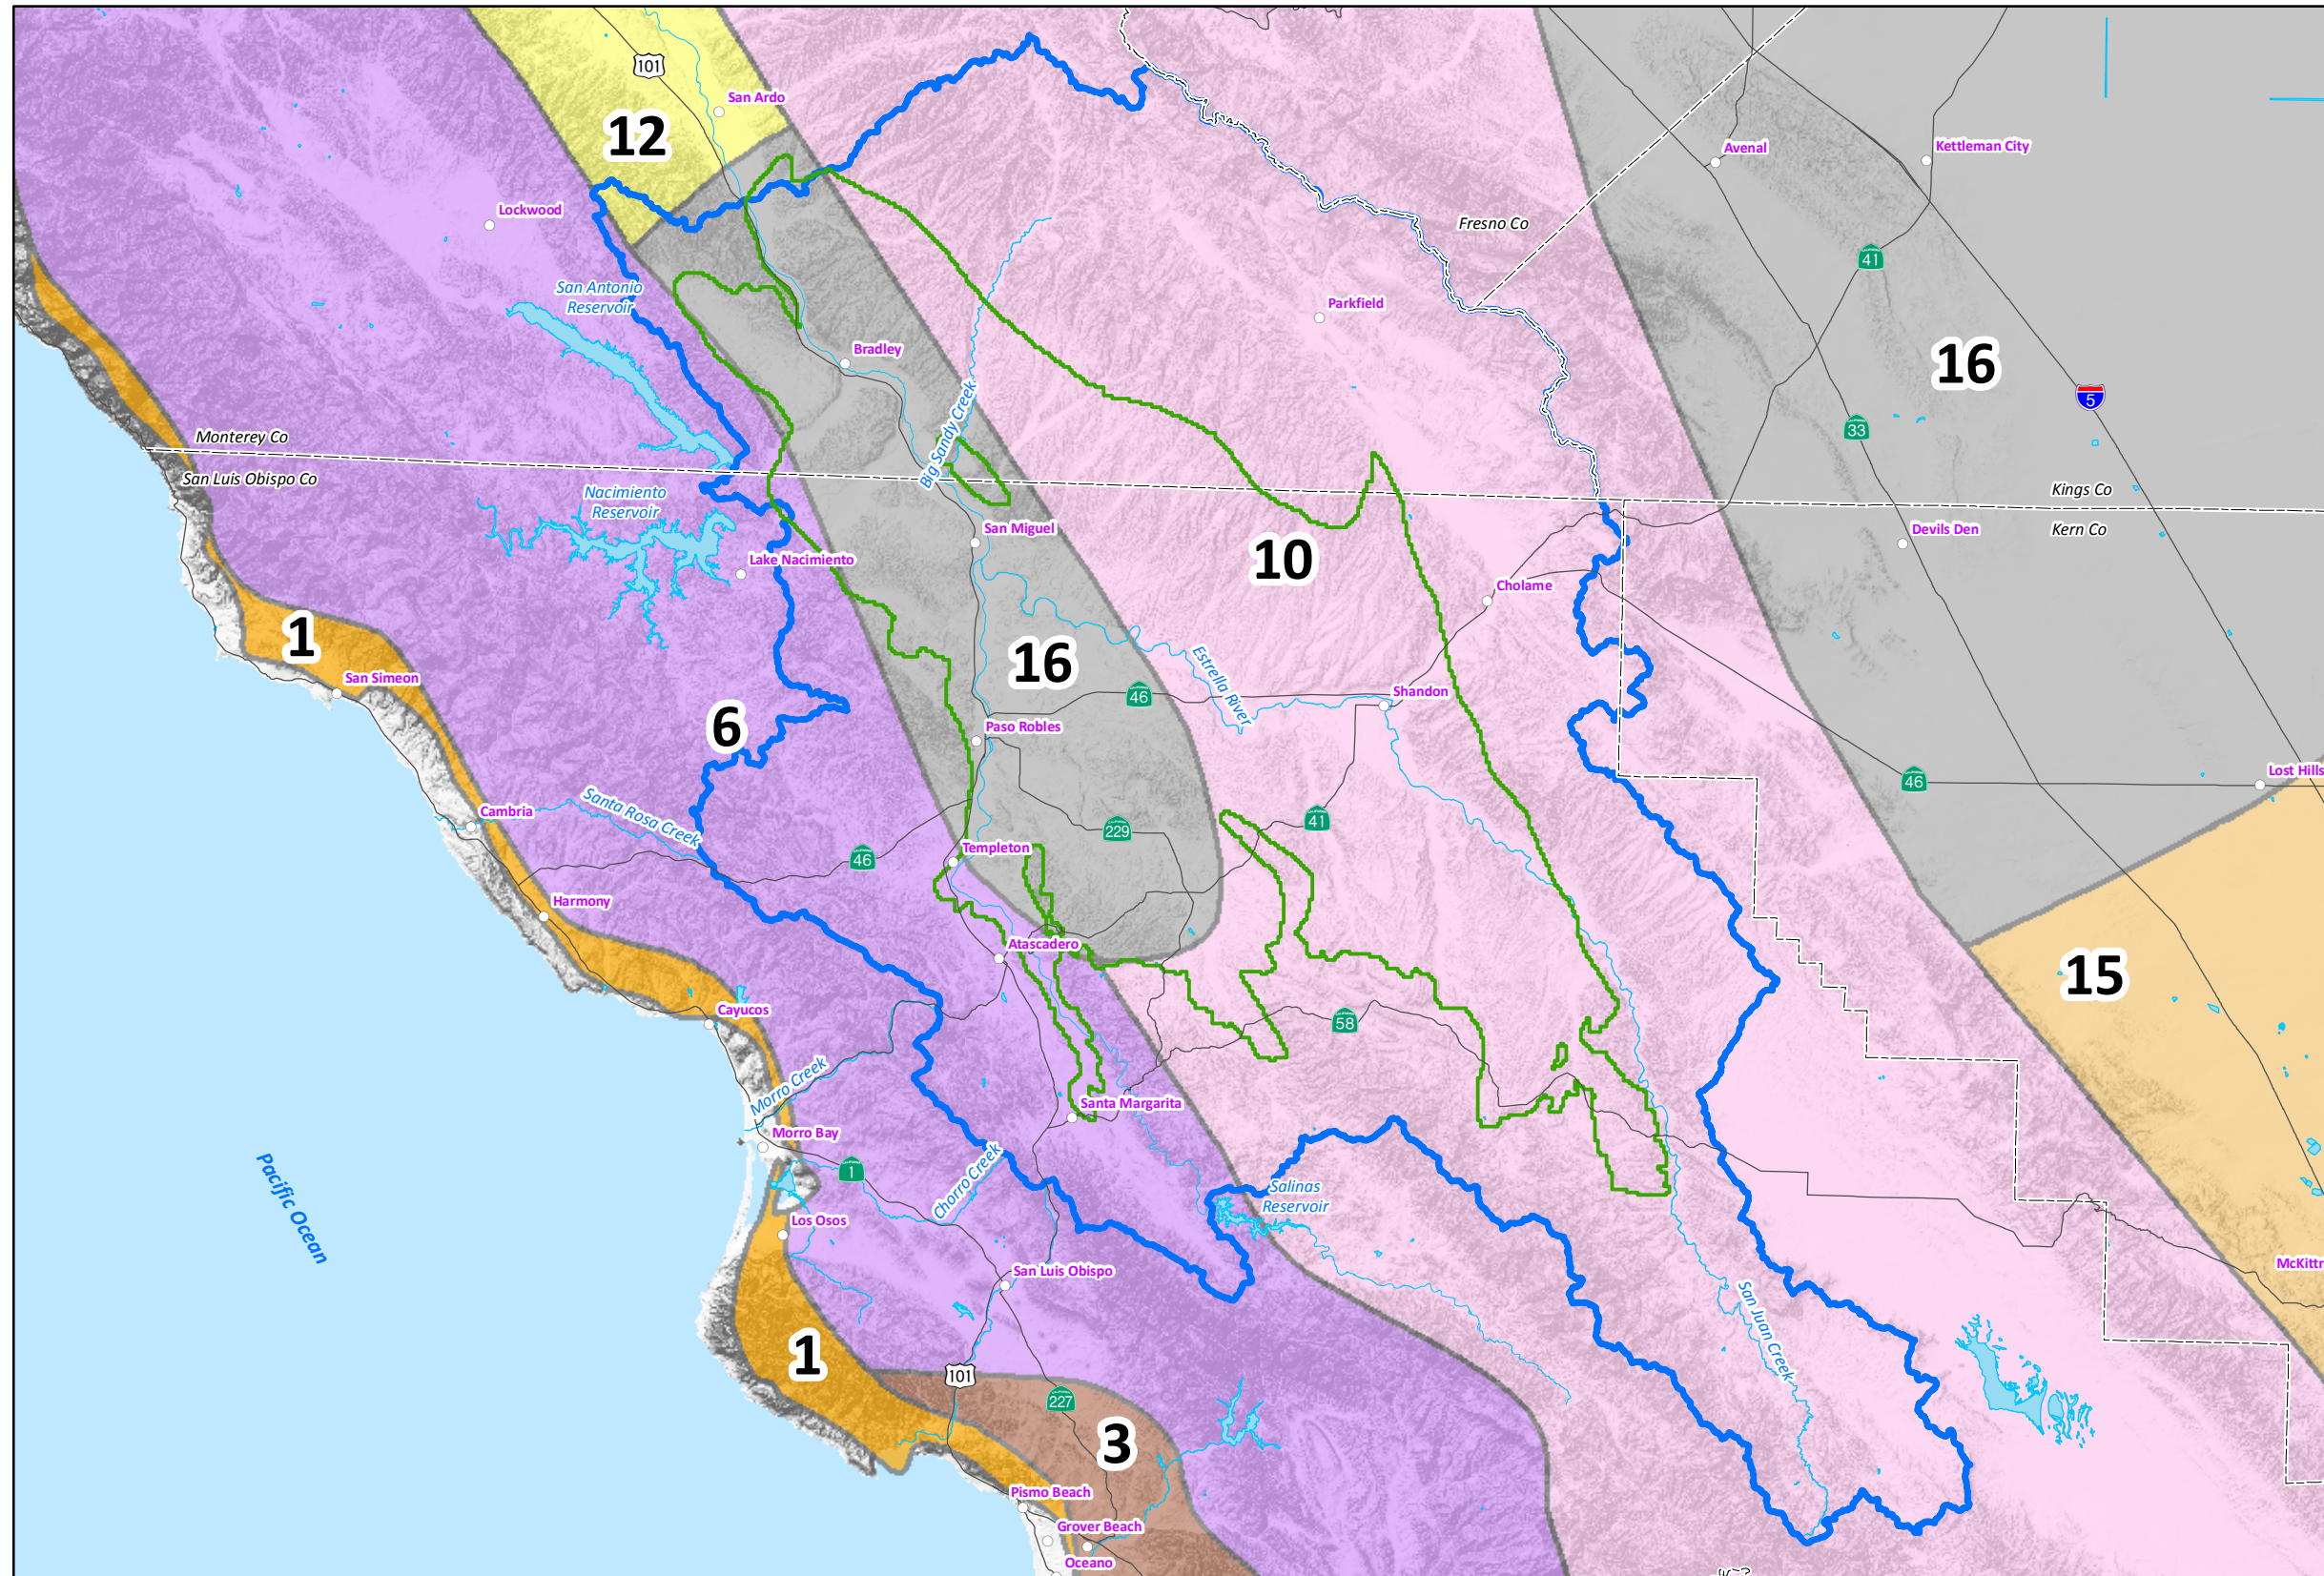 101
San Ardo
12
Avenal
Kettleman City
Lockwood
Fresno Co
41
San Antonio
Reservoir
Parkfield
Bradley
16
5
33
Big Sandy Creek
Monterey Co
San Luis Obispo Co
Nacimiento
Reservoir
Kings Co
Kern Co
Devils Den
San Miguel
Lake Nacimiento
10
Cholame
1
San Simeon
16
Estrella River
46
Shandon
6
Paso Robles
46
Lost Hills
Santa Rosa Creek
Cambria
41
229
Templeton
46
Harmony
Atascadero
15
Cayucos
58
Morro Creek
Santa Margarita
Morro Bay
1
Chorro Creek
Pacific Ocean
Salinas
Reservoir
Los Osos
San Luis Obispo
McKittr
San Juan Creek
1
101
227
3
Pismo Beach
Grover Beach
Oceano